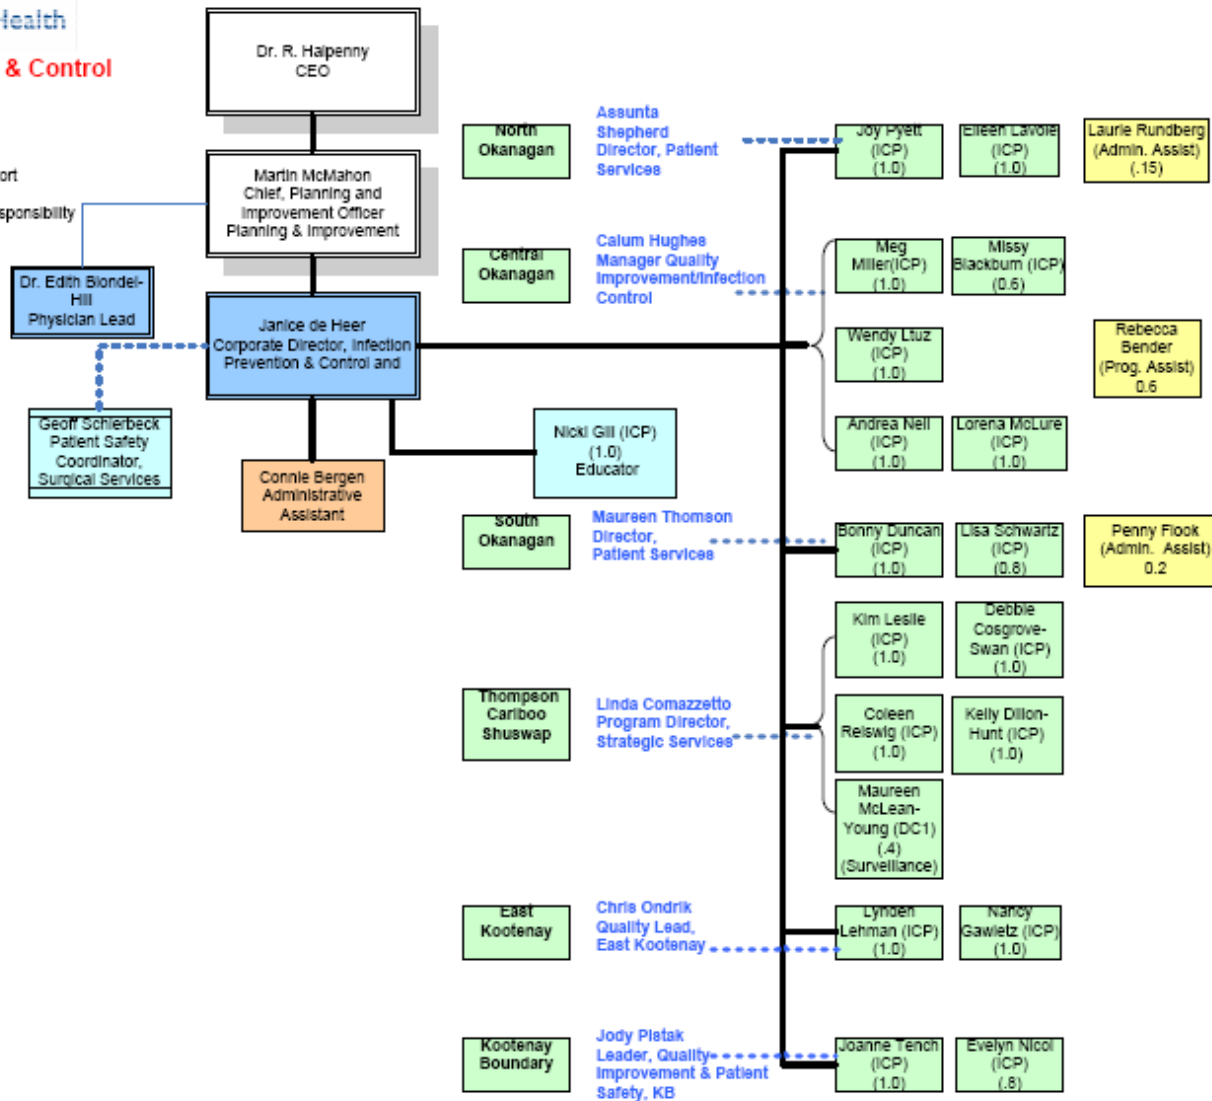 Health
& Control
Dr. R. Halpenny
CEO
ort
sponsibility
Martin McMahon
Chief, Planning and
Improvement Officer
Planning & Improvement
Dr. Edith Blondel-
Hill
Physician Lead
Janice de Heer
Corporate Director, Infection
Prevention & Control and
Geoff Schierbeck
Patient Safety
Coordinator,
Surgical Services
Connie Bergen
Administrative
Assistant
Nicki Gill (ICP)
(1.0)
Educator
North
Okanagan
Assunta
Shepherd
Director, Patient
Services
Joy Pyett
(ICP)
(1.0)
Eileen Lavoie
(ICP)
(1.0)
Laurie Rundberg
(Admin. Assist)
(.15)
Central
Okanagan
Calum Hughes
Manager Quality
Improvement/Infection
Control
Meg
Miller(ICP)
(1.0)
Missy
Blackburn (ICP)
(0.6)
Wendy Ltuz
(ICP)
(1.0)
Rebecca
Bender
(Prog. Assist)
0.6
Andrea Neil
(ICP)
(1.0)
Lorena McLure
(ICP)
(1.0)
South
Okanagan
Maureen Thomson
Director,
Patient Services
Bonny Duncan
(ICP)
(1.0)
Lisa Schwartz
(ICP)
(0.8)
Penny Flook
(Admin. Assist)
0.2
Thompson
Cariboo
Shuswap
Linda Comazzetto
Program Director,
Strategic Services
Kim Leslie
(ICP)
(1.0)
Debbie
Cosgrove-
Swan (ICP)
(1.0)
Coleen
Reiswig (ICP)
(1.0)
Kelly Dillon-
Hunt (ICP)
(1.0)
Maureen
McLean-
Young (DC1)
(.4)
(Surveillance)
East
Kootenay
Chris Ondrik
Quality Lead,
East Kootenay
Lynden
Lehman (ICP)
(1.0)
Nancy
Gawletz (ICP)
(1.0)
Kootenay
Boundary
Jody Pistak
Leader, Quality
Improvement & Patient
Safety, KB
Joanne Tench
(ICP)
(1.0)
Evelyn Nicol
(ICP)
(.8)